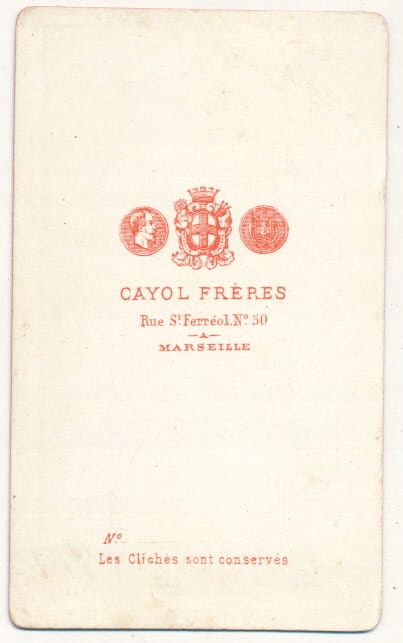 CAYOL FRÈRES
Rue St Ferréol, No 50
A
MARSEILLE
No
Les Clichés sont conservés